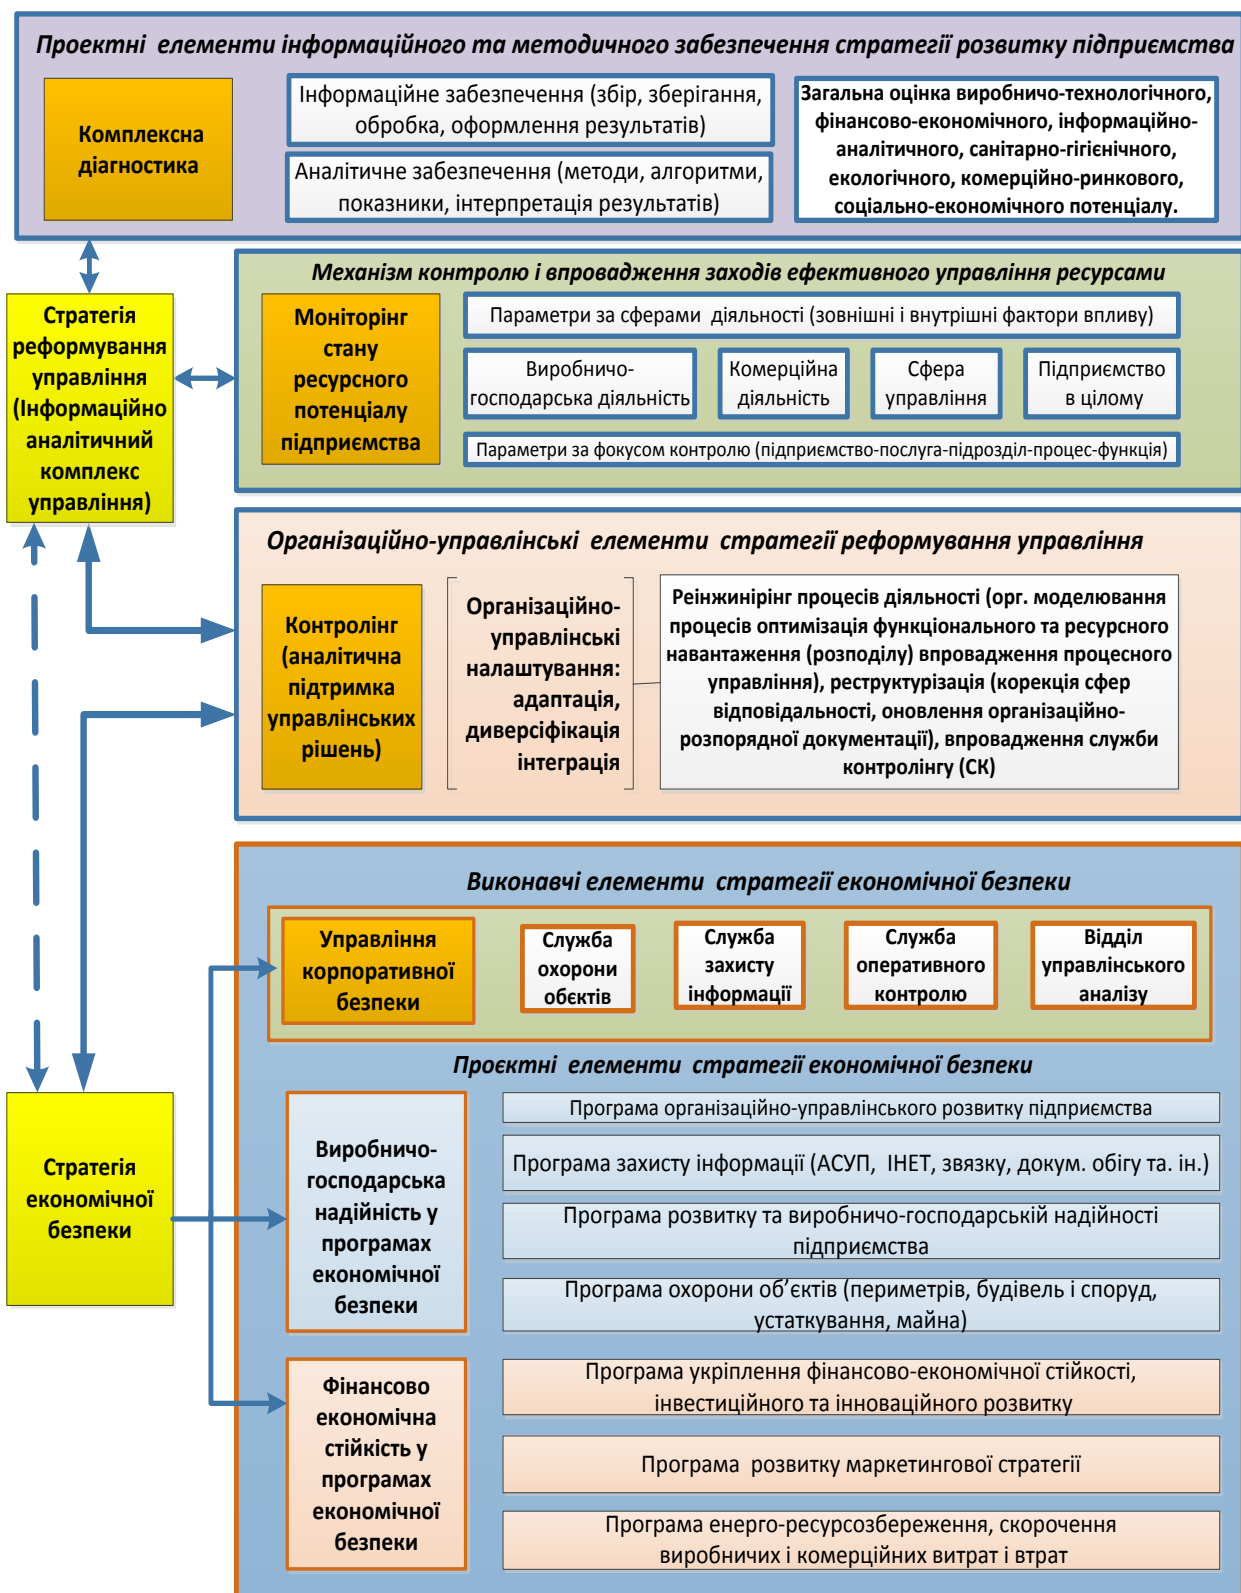 Проектні елементи інформаційного та методичного забезпечення стратегії розвитку підприємства
Комплексна
діагностика
Інформаційне забезпечення (збір, зберігання,
обробка, оформлення результатів)
Аналітичне забезпечення (методи, алгоритми,
показники, інтерпретація результатів)
Загальна оцінка виробничо-технологічного,
фінансово-економічного, інформаційно-
аналітичного, санітарно-гігієнічного,
екологічного, комерційно-ринкового,
соціально-економічного потенціалу.
Стратегія
реформування
управління
(Інформаційно
аналітичний
комплекс
управління)
Механізм контролю і впровадження заходів ефективного управління ресурсами
Моніторінг
стану
ресурсного
потенціалу
підприємства
Параметри за сферами діяльності (зовнішні і внутрішні фактори впливу)
Виробничо-
господарська діяльність
Комерційна
діяльність
Сфера
управління
Підприємство
в цілому
Параметри за фокусом контролю (підприємство-послуга-підрозділ-процес-функція)
Організаційно-управлінські елементи стратегії реформування управління
Контролінг
(аналітична
підтримка
управлінських
рішень)
Організаційно-
управлінські
налаштування:
адаптація,
диверсіфікація
інтеграція
Реінжинірінг процесів діяльності (орг. моделювання
процесів оптимізація функціонального та ресурсного
навантаження (розподілу) впровадження процесного
управління), реструктурізація (корекція сфер
відповідальності, оновлення організаційно-
розпорядної документації), впровадження служби
контролінгу (СК)
Виконавчі елементи стратегії економічної безпеки
Управління
корпоративної
безпеки
Служба
охорони
обєктів
Служба
захисту
інформації
Служба
оперативного
контролю
Відділ
управлінського
аналізу
Проєктні елементи стратегії економічної безпеки
Стратегія
економічної
безпеки
Виробничо-
господарська
надійність у
програмах
економічної
безпеки
Програма організаційно-управлінського розвитку підприємства
Програма захисту інформації (АСУП, ІНЕТ, звязку, докум. обігу та. ін.)
Програма розвитку та виробничо-господарській надійності
підприємства
Програма охорони об’єктів (периметрів, будівель і споруд,
устаткування, майна)
Фінансово
економічна
стійкість у
програмах
економічної
безпеки
Програма укріплення фінансово-економічної стійкості,
інвестиційного та інноваційного розвитку
Програма розвитку маркетингової стратегії
Програма енерго-ресурсозбереження, скорочення
виробничих і комерційних витрат і втрат